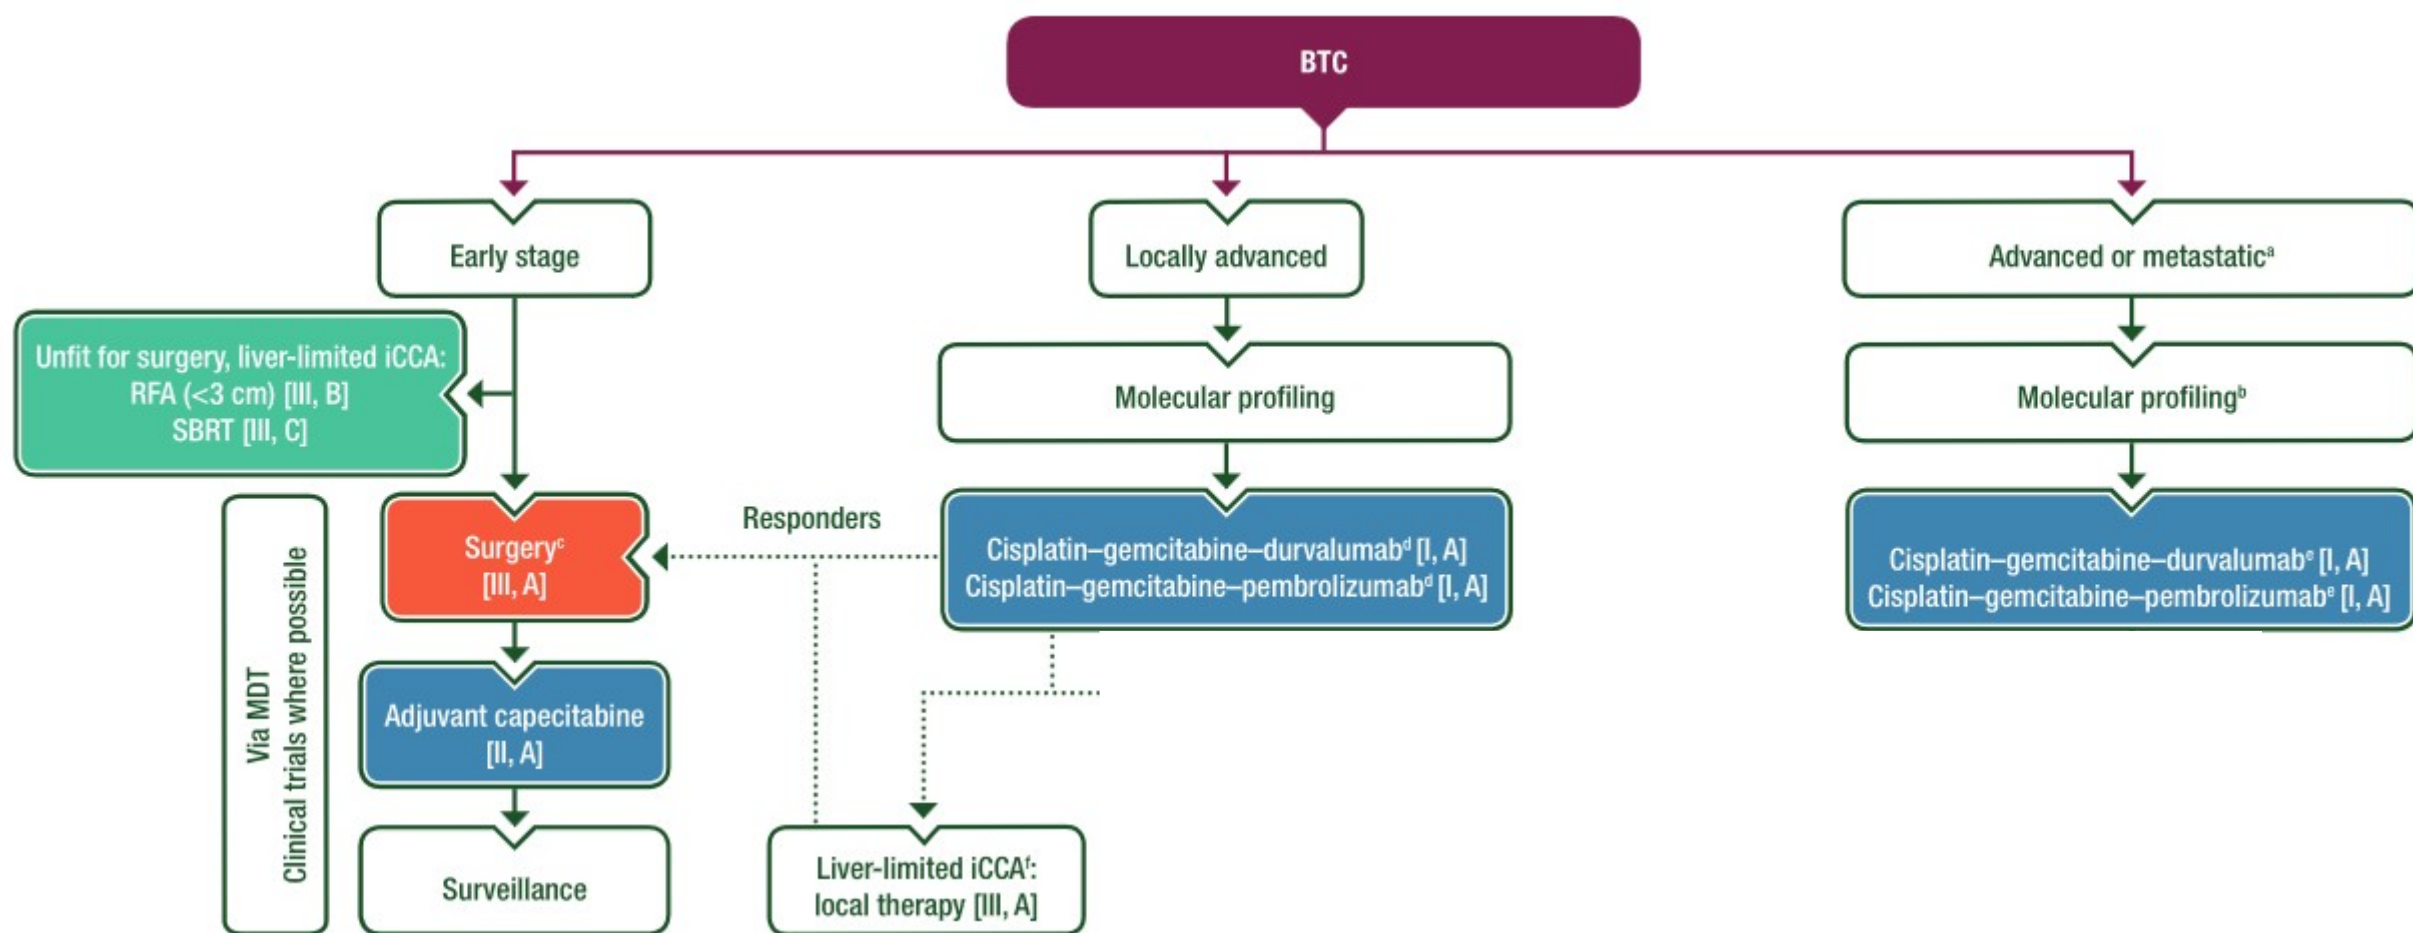 BTC
Early stage
Locally advanced
Advanced or metastaticᵃ
Unfit for surgery, liver-limited iCCA:
RFA (<3 cm) [III, B]
SBRT [III, C]
Molecular profiling
Molecular profilingᵇ
Via MDT
Clinical trials where possible
Surgeryᶜ
[III, A]
Responders
Cisplatin–gemcitabine–durvalumabᵈ [I, A]
Cisplatin–gemcitabine–pembrolizumabᵈ [I, A]
Cisplatin–gemcitabine–durvalumabᵉ [I, A]
Cisplatin–gemcitabine–pembrolizumabᵉ [I, A]
Adjuvant capecitabine
[II, A]
Surveillance
Liver-limited iCCAᶠ:
local therapy [III, A]